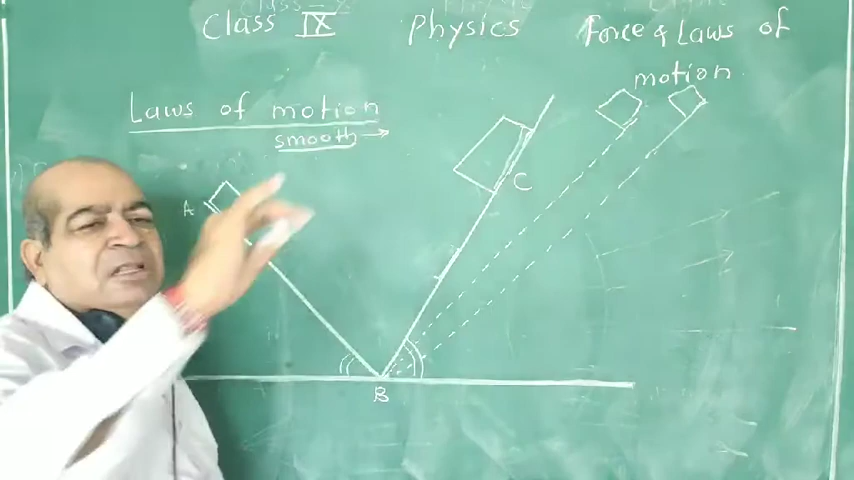 Class IX Physics Force & Laws of
motion
Laws of motion
smooth
A
C
B